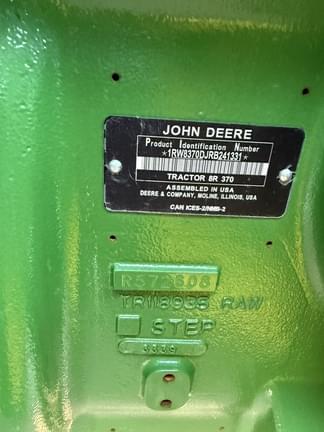 JOHN DEERE
Product Identification Number
*1RW8370DJRB241331*
TRACTOR 8R 370
ASSEMBLED IN USA
DEERE & COMPANY, MOLINE, ILLINOIS, USA
CAN ICES-2/NMB-2
STEP
3339